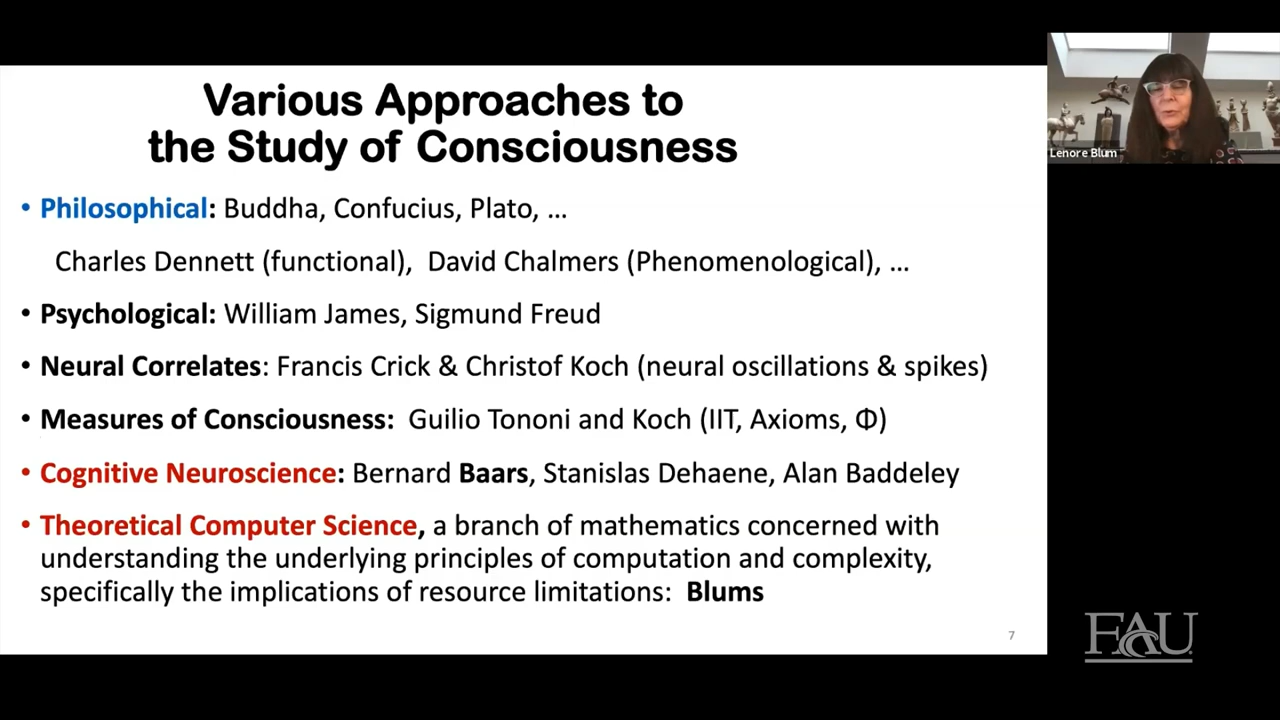 Various Approaches to
the Study of Consciousness
• Philosophical: Buddha, Confucius, Plato, ...
Charles Dennett (functional), David Chalmers (Phenomenological), ...
• Psychological: William James, Sigmund Freud
• Neural Correlates: Francis Crick & Christof Koch (neural oscillations & spikes)
• Measures of Consciousness: Guilio Tononi and Koch (IIT, Axioms, Φ)
• Cognitive Neuroscience: Bernard Baars, Stanislas Dehaene, Alan Baddeley
• Theoretical Computer Science, a branch of mathematics concerned with
understanding the underlying principles of computation and complexity,
specifically the implications of resource limitations: Blums
7
Lenore Blum
FAU